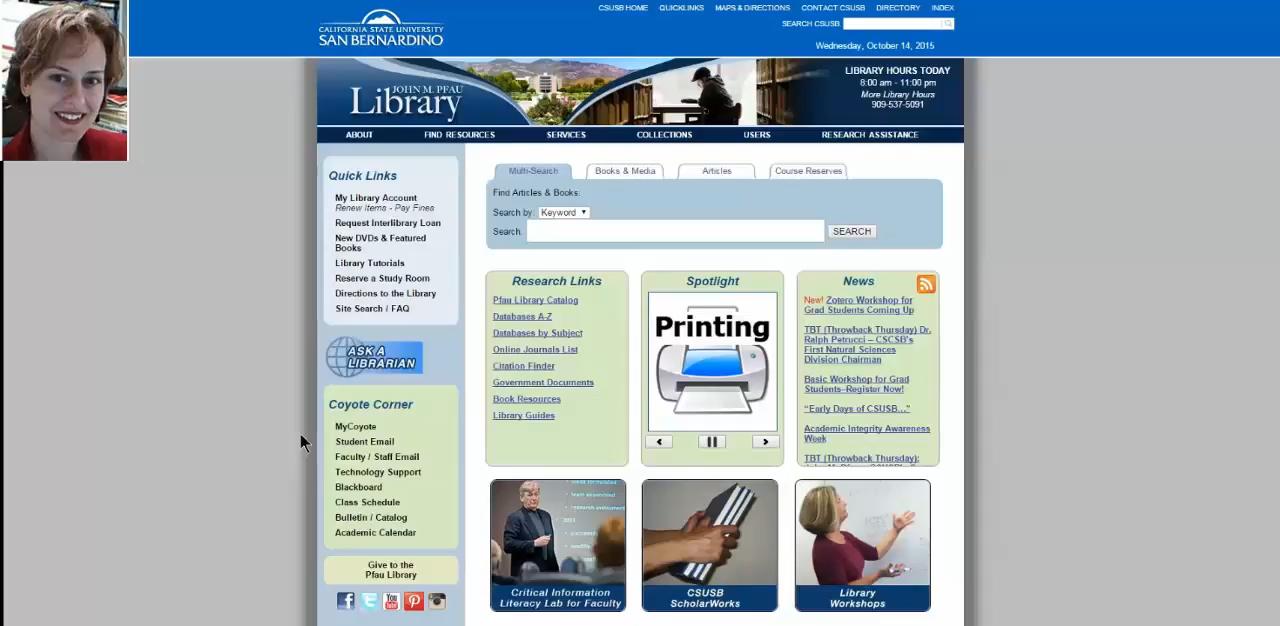 CSUSB HOME QUICKLINKS MAPS & DIRECTIONS CONTACT CSUSB DIRECTORY INDEX
CALIFORNIA STATE UNIVERSITY
SAN BERNARDINO
SEARCH CSUSB
Wednesday, October 14, 2015
JOHN M. PFAU
Library
LIBRARY HOURS TODAY
8:00 am - 11:00 pm
More Library Hours
909-537-5091
ABOUT FIND RESOURCES SERVICES COLLECTIONS USERS RESEARCH ASSISTANCE
Quick Links
My Library Account
Renew Items - Pay Fines
Request Interlibrary Loan
New DVDs & Featured
Books
Library Tutorials
Reserve a Study Room
Directions to the Library
Site Search / FAQ
ASK A
LIBRARIAN
Coyote Corner
MyCoyote
Student Email
Faculty / Staff Email
Technology Support
Blackboard
Class Schedule
Bulletin / Catalog
Academic Calendar
Give to the
Pfau Library
Multi-Search Books & Media Articles Course Reserves
Find Articles & Books:
Search by: Keyword
Search: SEARCH
Research Links
Pfau Library Catalog
Databases A-Z
Databases by Subject
Online Journals List
Citation Finder
Government Documents
Book Resources
Library Guides
Spotlight
Printing
News
New! Zotero Workshop for
Grad Students Coming Up
TBT (Throwback Thursday) Dr.
Ralph Petrucci – CSCSB's
First Natural Sciences
Division Chairman
Basic Workshop for Grad
Students–Register Now!
"Early Days of CSUSB..."
Academic Integrity Awareness
Week
TBT (Throwback Thursday):
Critical Information
Literacy Lab for Faculty
CSUSB
ScholarWorks
Library
Workshops
You